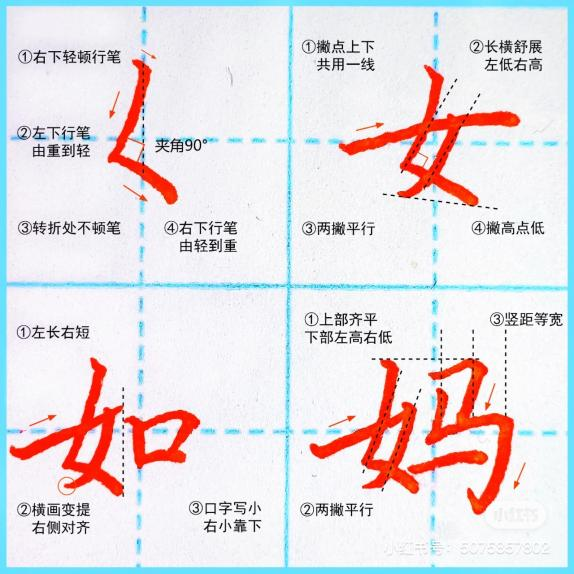 ①右下轻顿行笔
②左下行笔
由重到轻
夹角90°
③转折处不顿笔
④右下行笔
由轻到重
①撇点上下
共用一线
②长横舒展
左低右高
女
③两撇平行
④撇高点低
①左长右短
如
②横画变提
右侧对齐
③口字写小
右小靠下
①上部齐平
下部左高右低
③竖距等宽
妈
②两撇平行
小红书
小红书号：5075857802